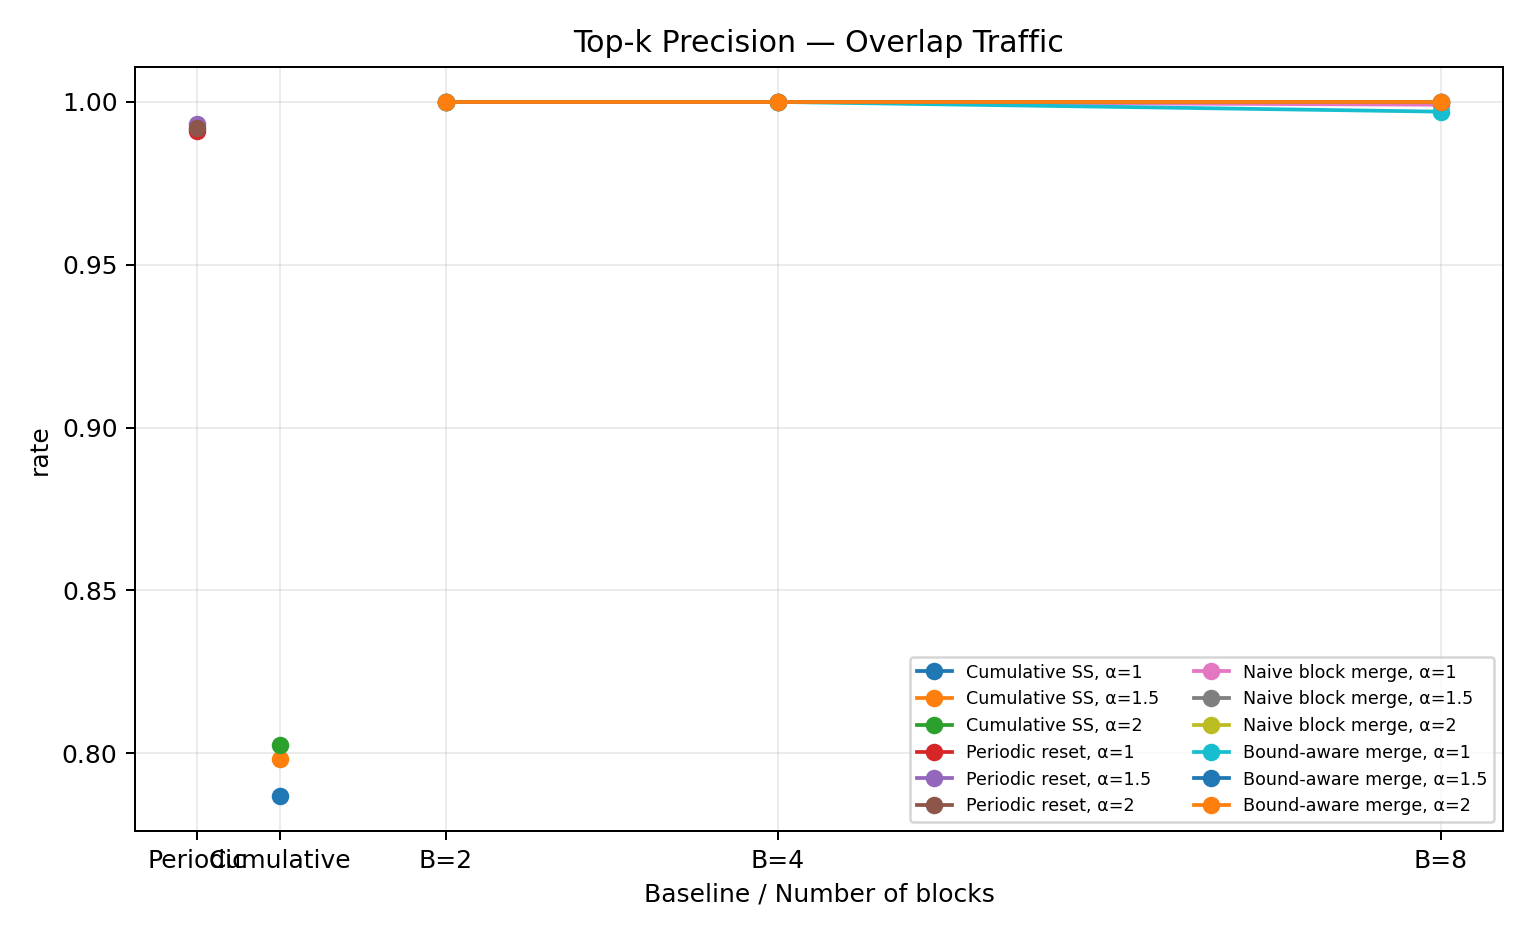 Top-k Precision — Overlap Traffic
rate
1.00
0.95
0.90
0.85
0.80
Periodic
Cumulative
B=2
B=4
B=8
Baseline / Number of blocks
Cumulative SS, α=1
Cumulative SS, α=1.5
Cumulative SS, α=2
Periodic reset, α=1
Periodic reset, α=1.5
Periodic reset, α=2
Naive block merge, α=1
Naive block merge, α=1.5
Naive block merge, α=2
Bound-aware merge, α=1
Bound-aware merge, α=1.5
Bound-aware merge, α=2